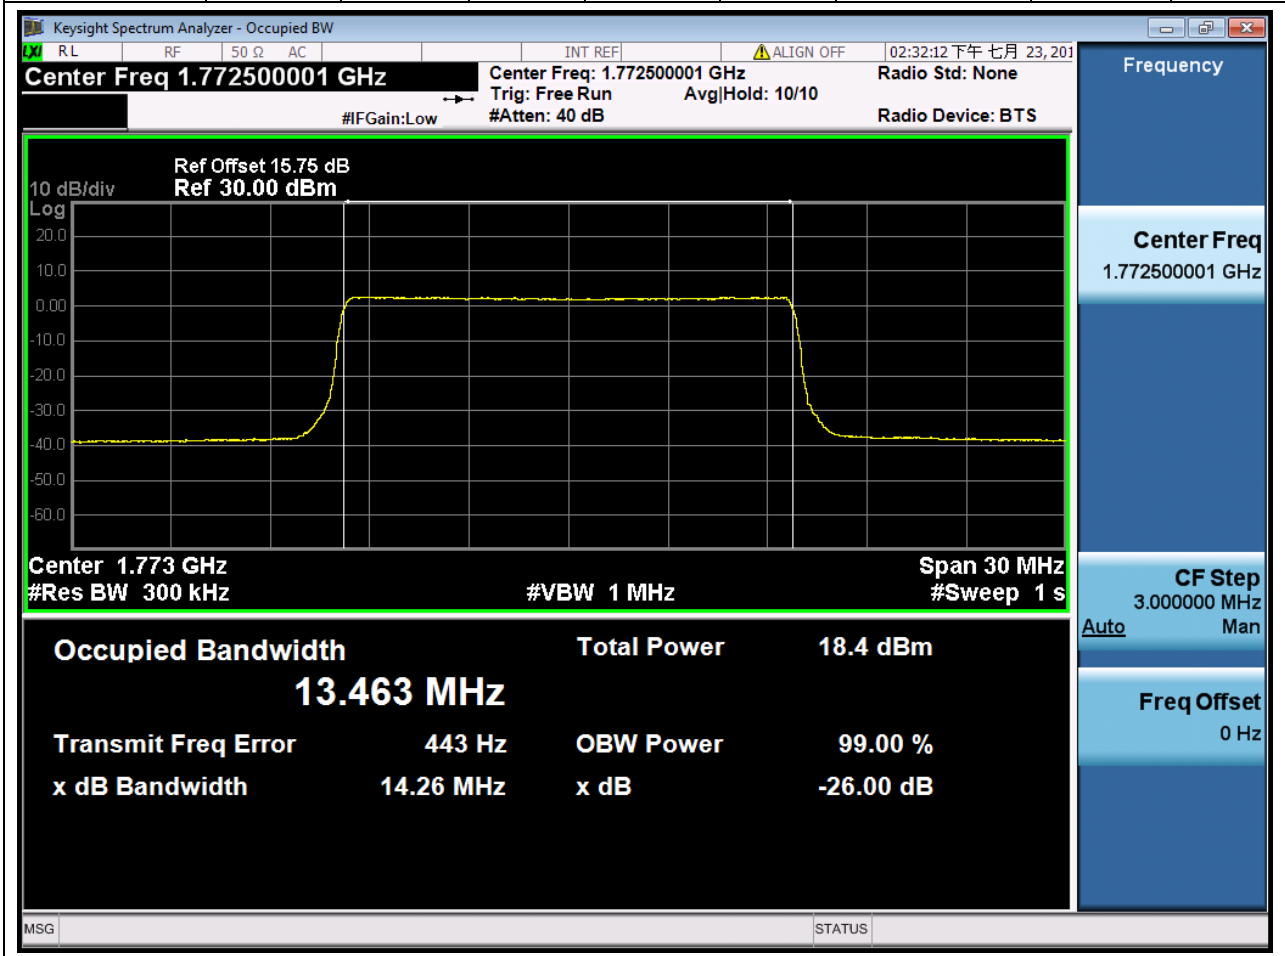 Keysight Spectrum Analyzer - Occupied BW
LXI RL RF 50 Ω AC INT REF ALIGN OFF 02:32:12 下午 七月 23, 201
Center Freq 1.772500001 GHz
Center Freq: 1.772500001 GHz Radio Std: None
Trig: Free Run Avg|Hold: 10/10
#IFGain:Low #Atten: 40 dB Radio Device: BTS
Ref Offset 15.75 dB
10 dB/div Ref 30.00 dBm
Log
20.0
10.0
0.00
-10.0
-20.0
-30.0
-40.0
-50.0
-60.0
Center 1.773 GHz Span 30 MHz
#Res BW 300 kHz #VBW 1 MHz #Sweep 1 s
Occupied Bandwidth Total Power 18.4 dBm
13.463 MHz
Transmit Freq Error 443 Hz OBW Power 99.00 %
x dB Bandwidth 14.26 MHz x dB -26.00 dB
Frequency
Center Freq
1.772500001 GHz
CF Step
3.000000 MHz
Auto Man
Freq Offset
0 Hz
MSG STATUS